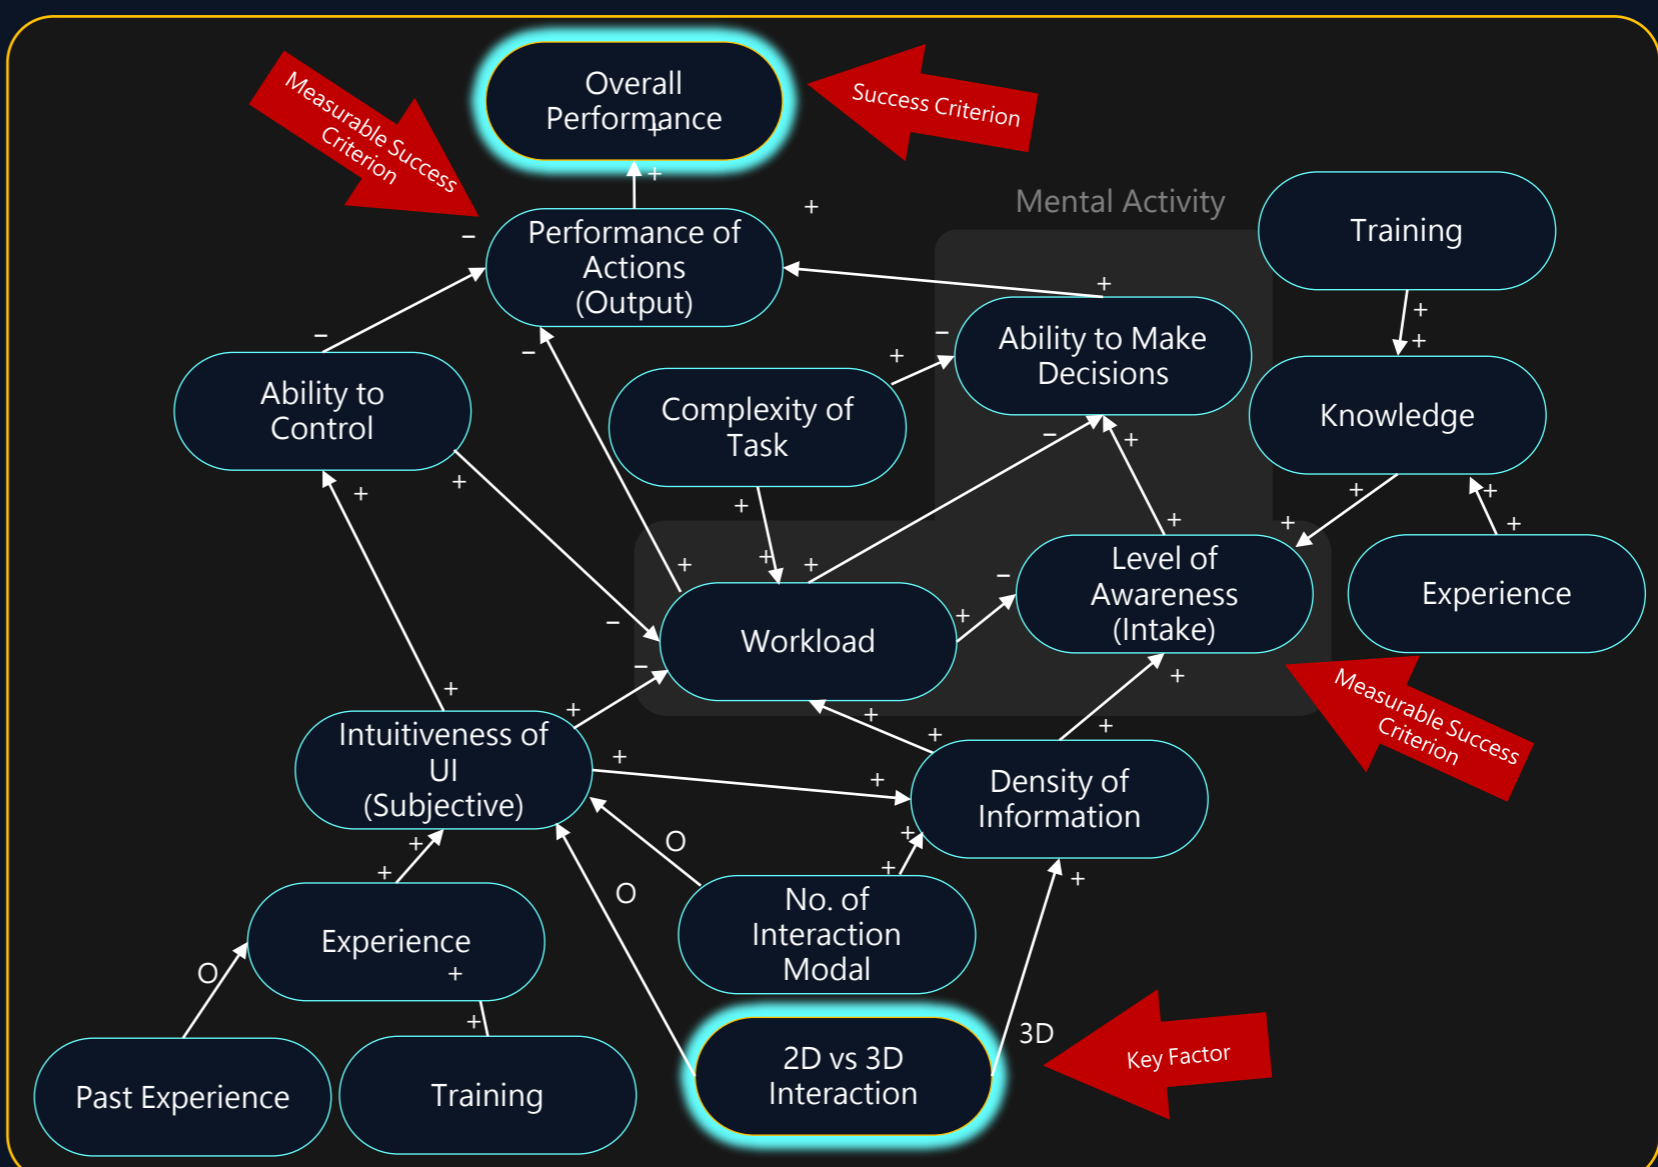 Overall
Performance
+
Measurable Success
Criterion
Success Criterion
+
+
Mental Activity
Training
–
Performance of
Actions
(Output)
+
–
–
–
+
Ability to Make
Decisions
+
+
Ability to
Control
Complexity of
Task
Knowledge
–
+
+
+
+
+
+
+
+
+
+
+
+
+
–
–
Level of
Awareness
(Intake)
Experience
Workload
+
–
+
+
+
Measurable Success
Criterion
+
+
+
+
Intuitiveness of
UI
(Subjective)
+
+
Density of
Information
O
+
+
+
+
O
+
No. of
Interaction
Modal
Experience
+
O
+
3D
2D vs 3D
Interaction
Key Factor
Past Experience
Training